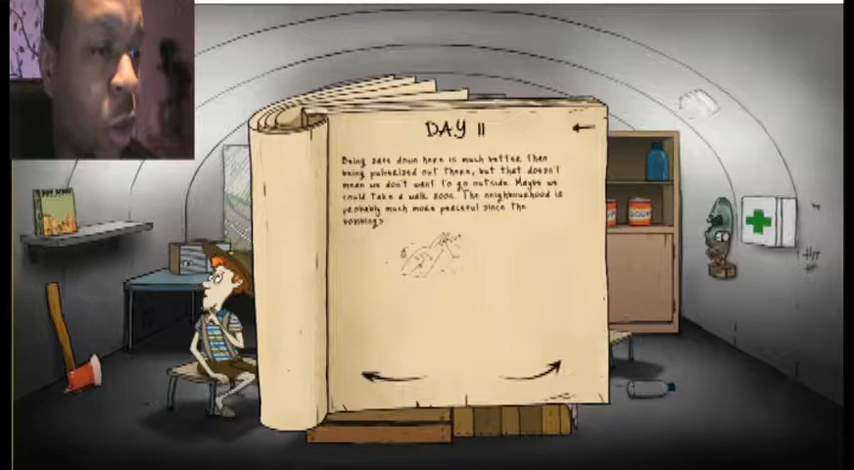 DAY 11
Being safe down here is much better than
being pulverized out there, but that doesn't
mean we don't want to go outside. Maybe we
could take a walk soon. The neighbourhood is
probably much more peaceful since the
bombings
SOUP